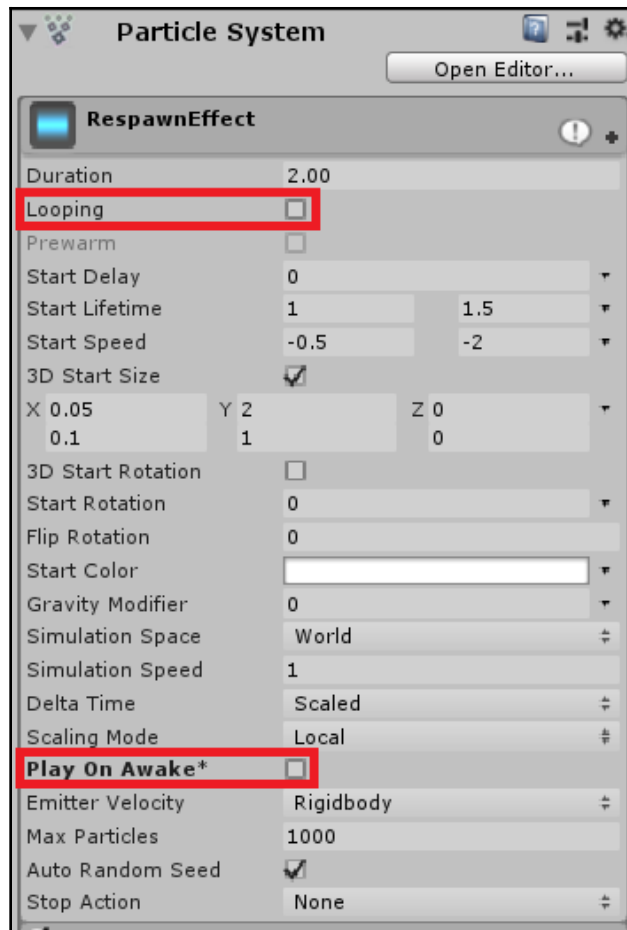 Particle System
Open Editor...
RespawnEffect
Duration 2.00
Looping
Prewarm
Start Delay 0
Start Lifetime 1 1.5
Start Speed -0.5 -2
3D Start Size
X 0.05 Y 2 Z 0
0.1 1 0
3D Start Rotation
Start Rotation 0
Flip Rotation 0
Start Color
Gravity Modifier 0
Simulation Space World
Simulation Speed 1
Delta Time Scaled
Scaling Mode Local
Play On Awake*
Emitter Velocity Rigidbody
Max Particles 1000
Auto Random Seed
Stop Action None